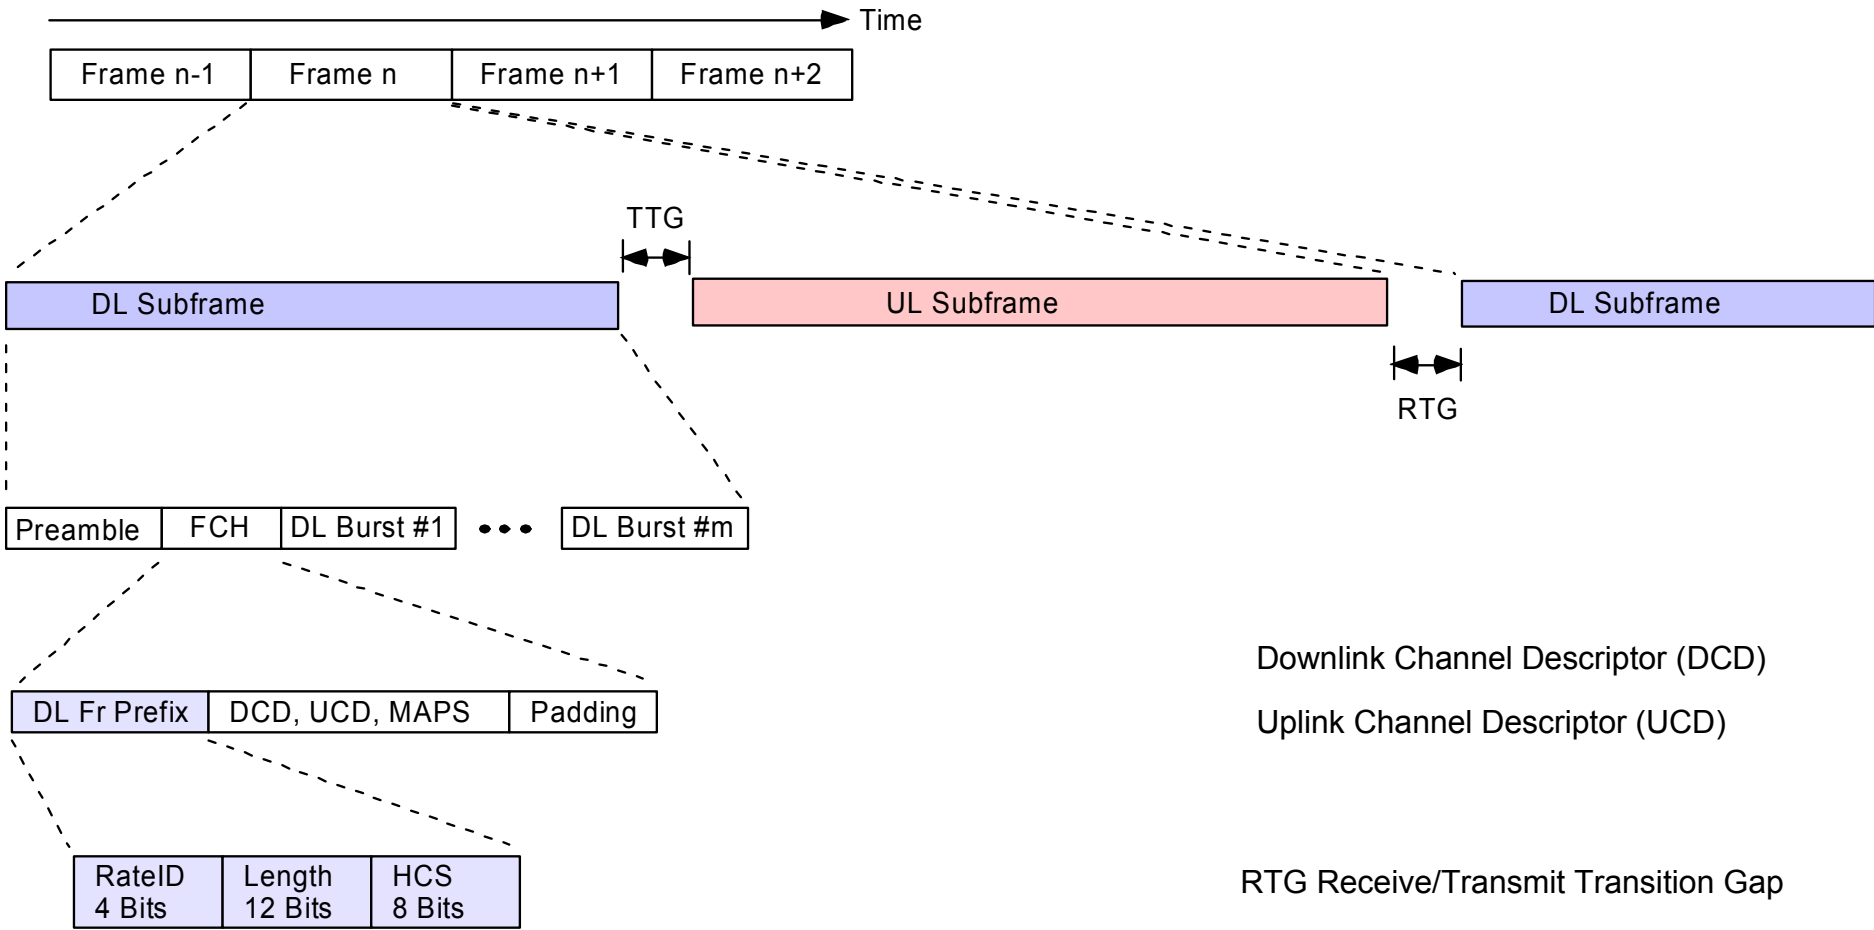 Time
Frame n-1 Frame n Frame n+1 Frame n+2
TTG
DL Subframe UL Subframe DL Subframe
RTG
Preamble FCH DL Burst #1 ••• DL Burst #m
Downlink Channel Descriptor (DCD)
DL Fr Prefix DCD, UCD, MAPS Padding
Uplink Channel Descriptor (UCD)
RateID Length HCS
4 Bits 12 Bits 8 Bits
RTG Receive/Transmit Transition Gap